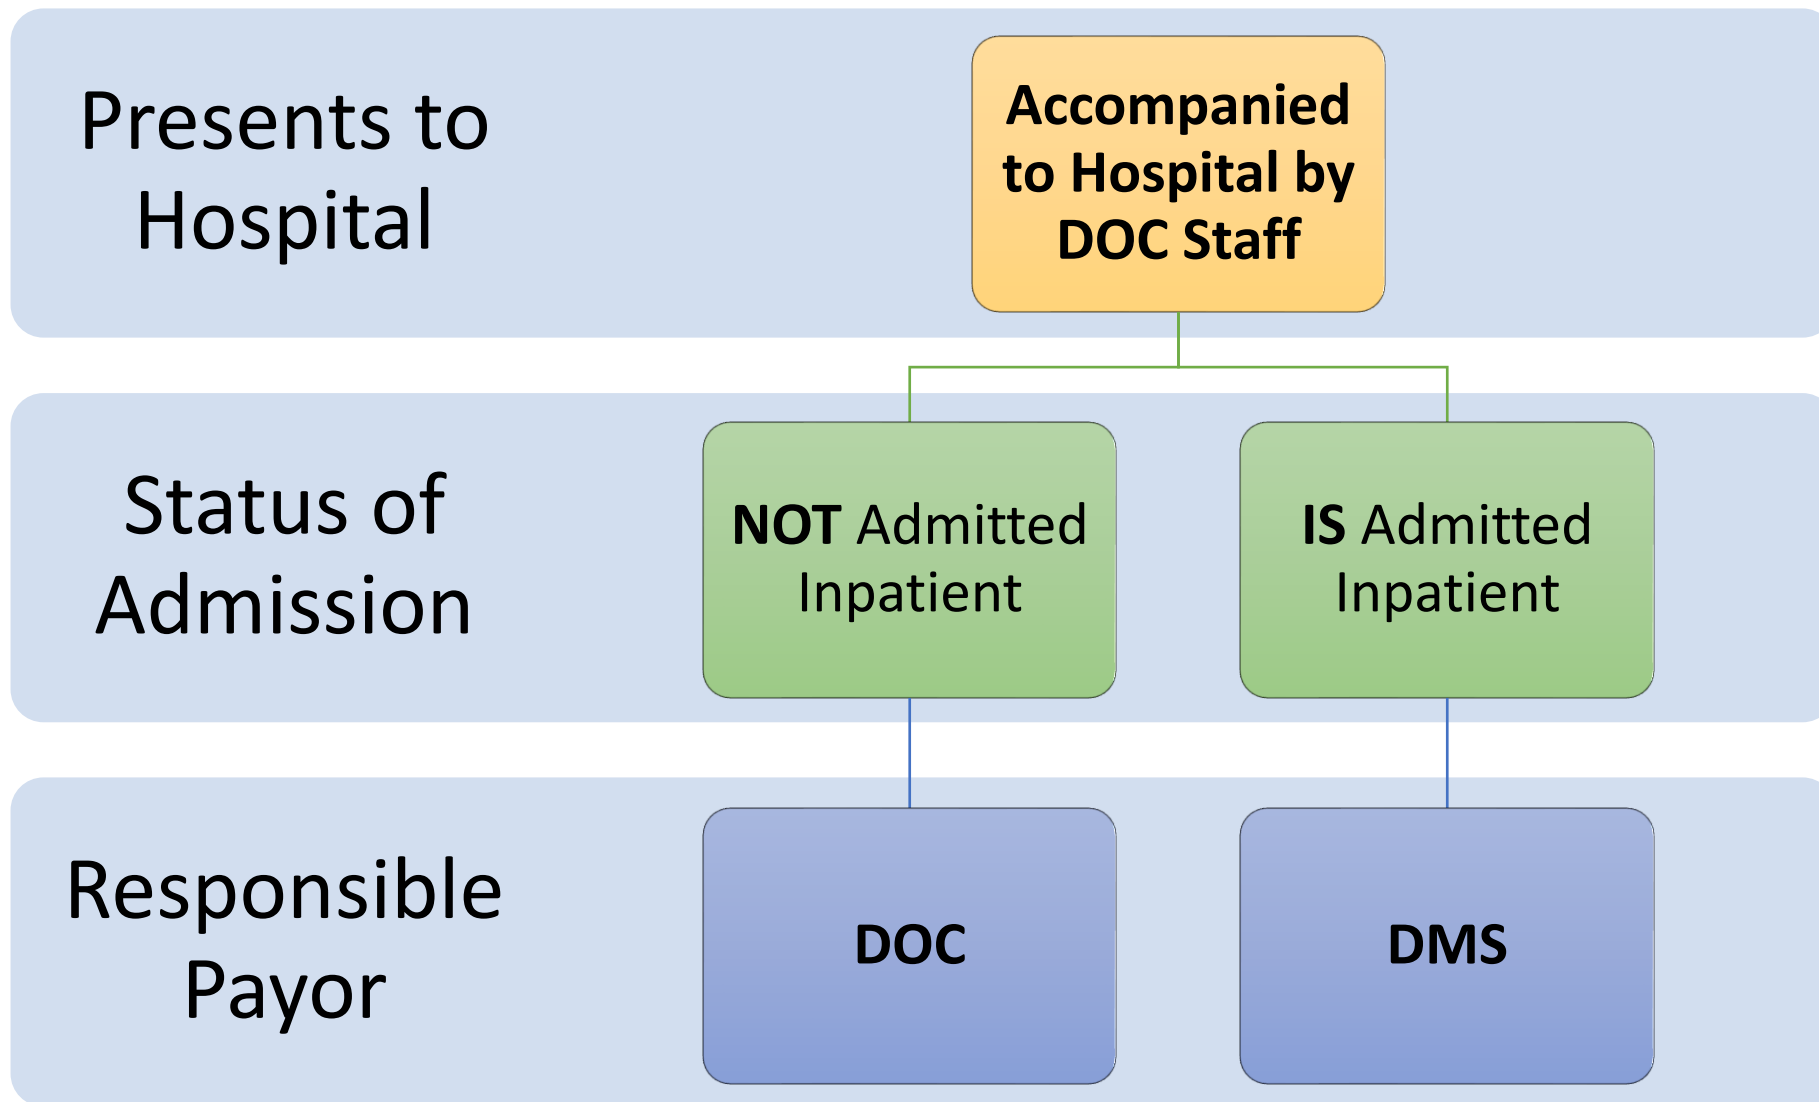 Presents to
Hospital
Accompanied
to Hospital by
DOC Staff
Status of
Admission
NOT Admitted
Inpatient
IS Admitted
Inpatient
Responsible
Payor
DOC
DMS